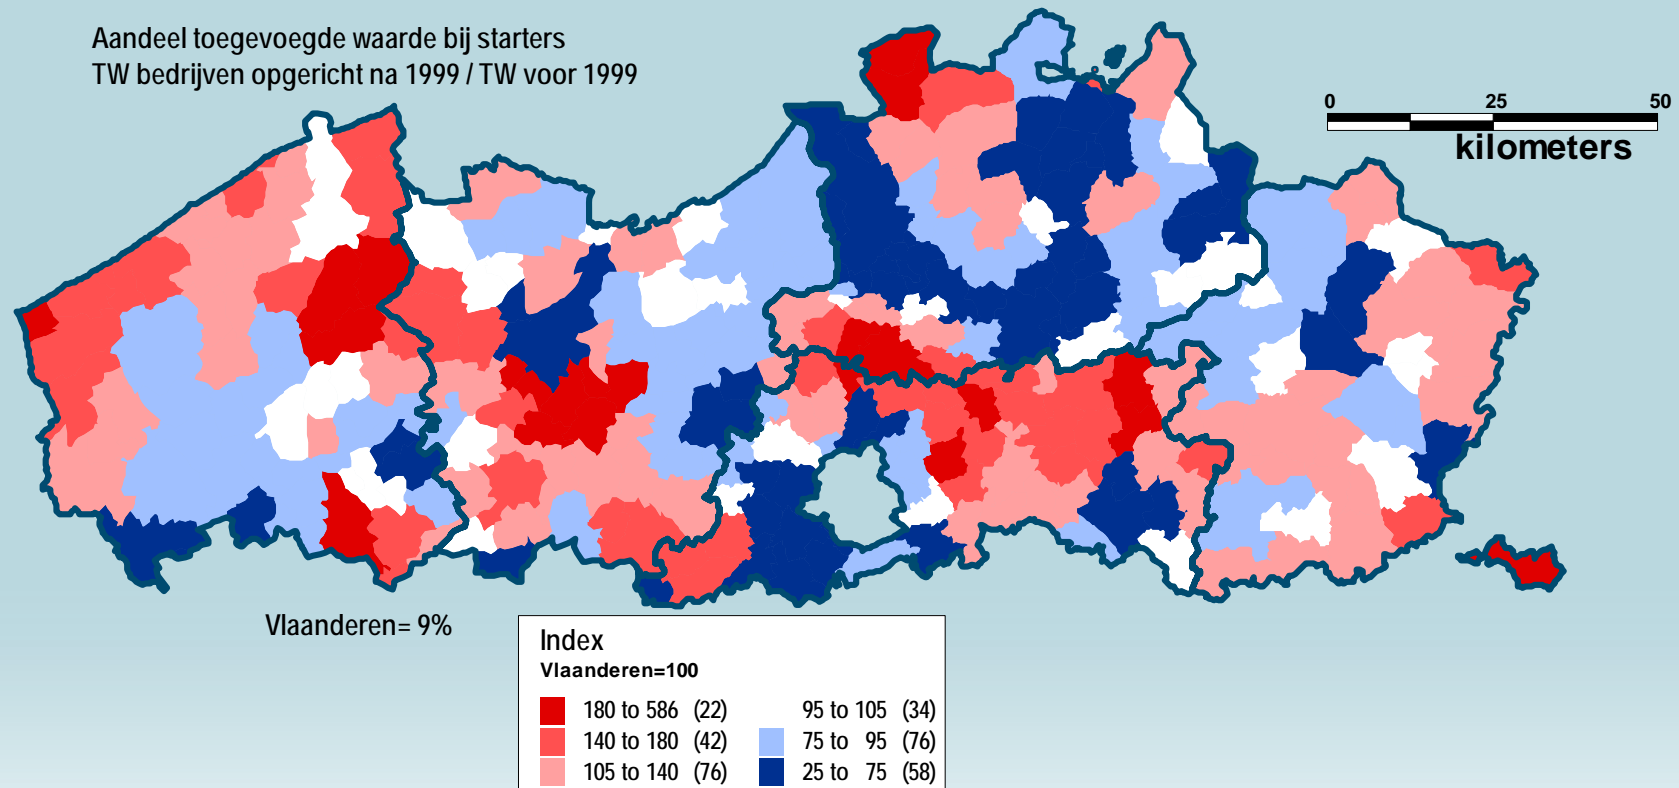 Aandeel toegevoegde waarde bij starters
TW bedrijven opgericht na 1999 / TW voor 1999
0 25 50
kilometers
Vlaanderen= 9%
Index
Vlaanderen=100
180 to 586 (22)
140 to 180 (42)
105 to 140 (76)
95 to 105 (34)
75 to 95 (76)
25 to 75 (58)